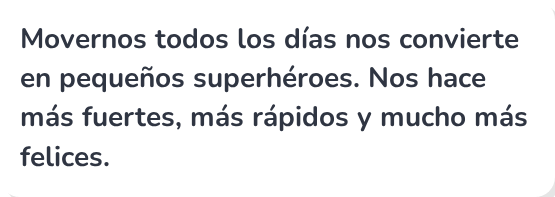 Movernos todos los días nos convierte
en pequeños superhéroes. Nos hace
más fuertes, más rápidos y mucho más
felices.